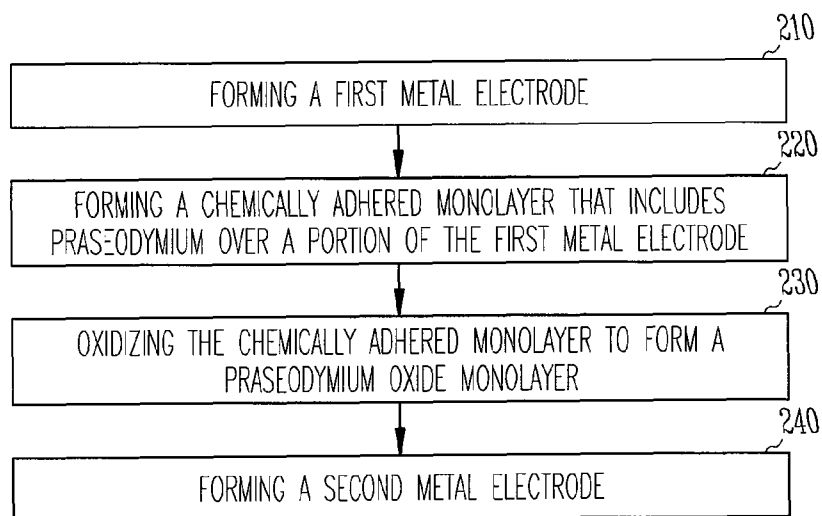 210
FORMING A FIRST METAL ELECTRODE
220
FORMING A CHEMICALLY ADHERED MONOLAYER THAT INCLUDES
PRASEODYMIUM OVER A PORTION OF THE FIRST METAL ELECTRODE
230
OXIDIZING THE CHEMICALLY ADHERED MONOLAYER TO FORM A
PRASEODYMIUM OXIDE MONOLAYER
240
FORMING A SECOND METAL ELECTRODE